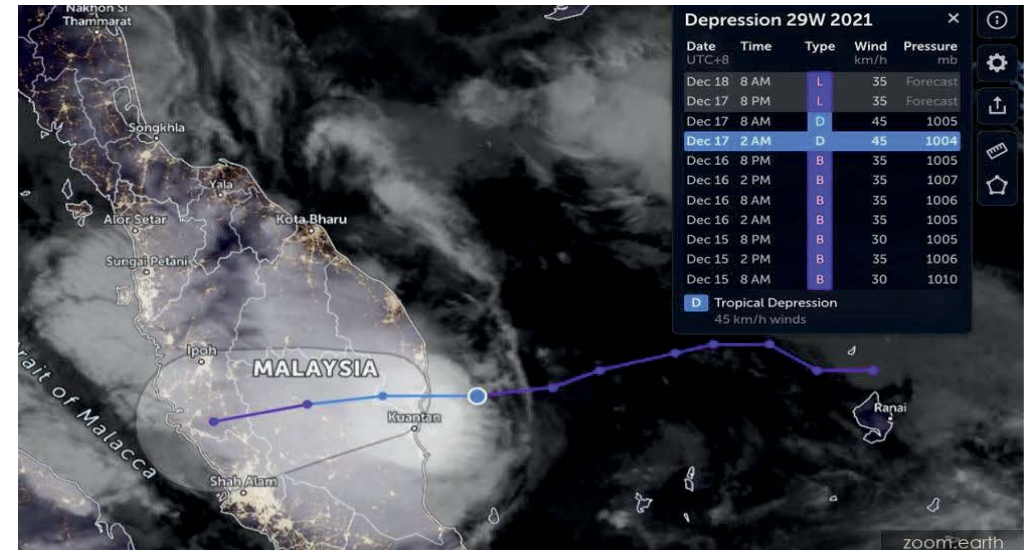 Nakhon Si
Thammarat
Songkhla
Yala
Alor Setar
Kota Bharu
Sungai Petani
Ipoh
MALAYSIA
Kuantan
Shah Alam
rait of Malacca
Ranai
Depression 29W 2021 ×
Date Time Type Wind Pressure
UTC+8 km/h mb
Dec 18 8 AM L 35 Forecast
Dec 17 8 PM L 35 Forecast
Dec 17 8 AM D 45 1005
Dec 17 2 AM D 45 1004
Dec 16 8 PM B 35 1005
Dec 16 2 PM B 35 1007
Dec 16 8 AM B 35 1006
Dec 16 2 AM B 35 1005
Dec 15 8 PM B 30 1005
Dec 15 2 PM B 35 1006
Dec 15 8 AM B 30 1010
D Tropical Depression
45 km/h winds
zoom.earth